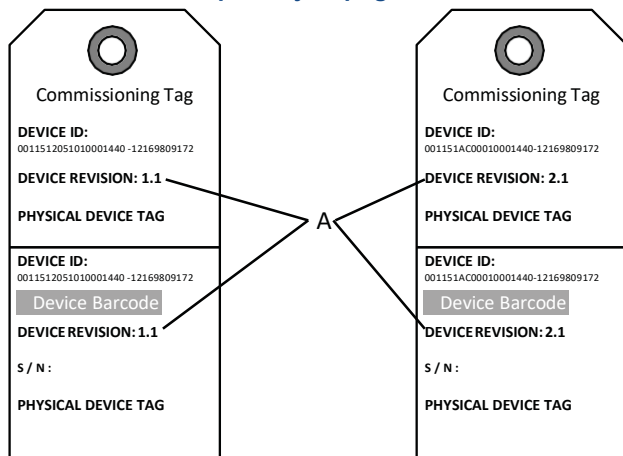 Commissioning Tag
DEVICE ID:
0011512051010001440 -12169809172
DEVICE REVISION: 1.1
PHYSICAL DEVICE TAG
DEVICE ID:
0011512051010001440 -12169809172
Device Barcode
DEVICE REVISION: 1.1
S / N :
PHYSICAL DEVICE TAG
A
Commissioning Tag
DEVICE ID:
001151AC00010001440-12169809172
DEVICE REVISION: 2.1
PHYSICAL DEVICE TAG
DEVICE ID:
001151AC00010001440-12169809172
Device Barcode
DEVICE REVISION: 2.1
S / N :
PHYSICAL DEVICE TAG